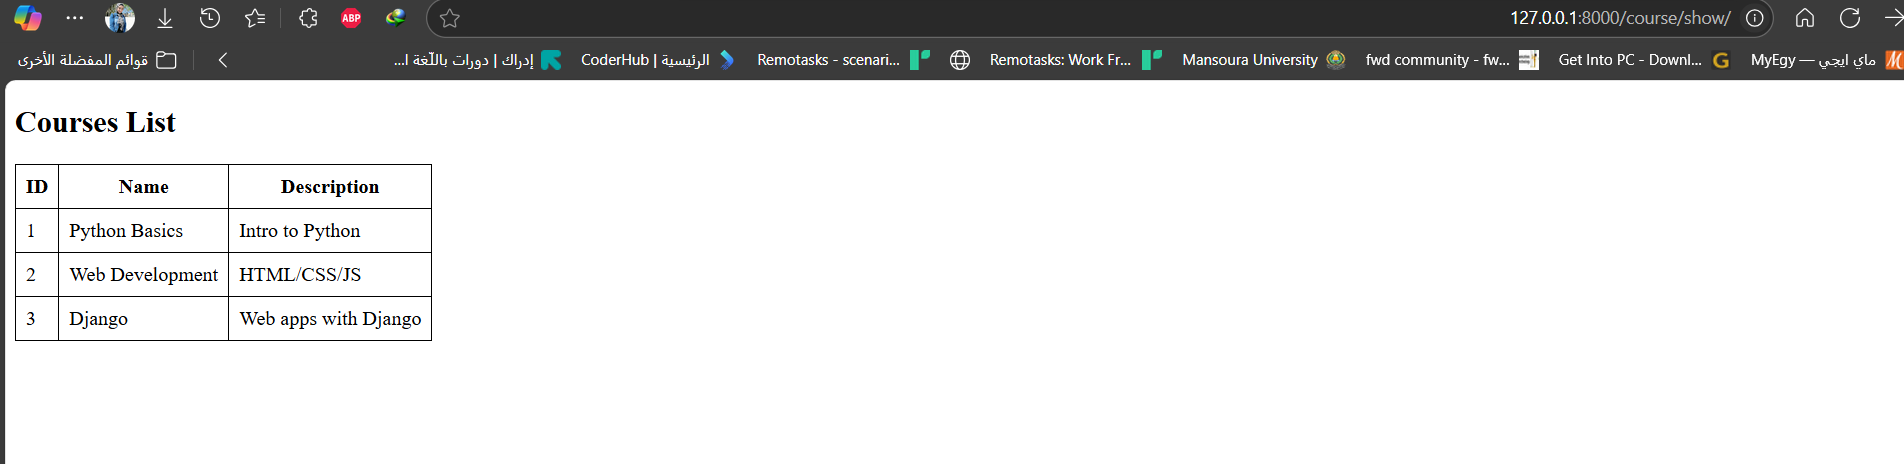 ABP
127.0.0.1:8000/course/show/
قوائم المفضلة الأخرى
إدراك | دورات باللّغة ا...
CoderHub | الرئيسية
Remotasks - scenari...
Remotasks: Work Fr...
Mansoura University
fwd community - fw...
Get Into PC - Downl...
MyEgy — ماي ايجي
Courses List
ID Name Description
1 Python Basics Intro to Python
2 Web Development HTML/CSS/JS
3 Django Web apps with Django